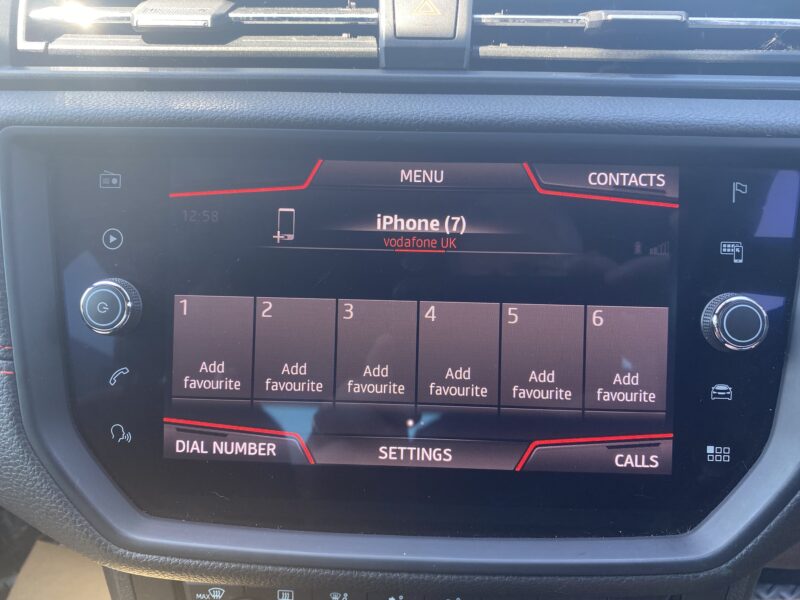 MENU
CONTACTS
12:58
iPhone (7)
vodafone UK
1 2 3 4 5 6
Add favourite
Add favourite
Add favourite
Add favourite
Add favourite
Add favourite
DIAL NUMBER
SETTINGS
CALLS
MAX